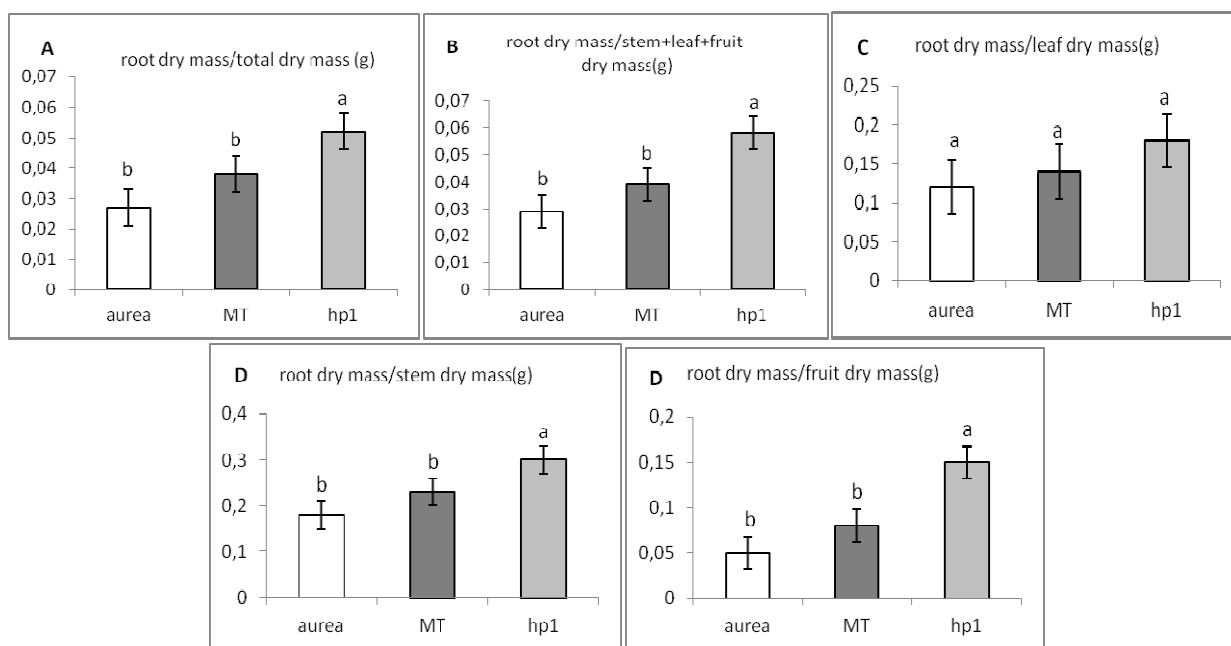 A
root dry mass/total dry mass (g)
0,07
0,06
0,05
0,04
0,03
0,02
0,01
0
b
b
a
aurea MT hp1
B
root dry mass/stem+leaf+fruit
dry mass(g)
0,07
0,06
0,05
0,04
0,03
0,02
0,01
0
b
b
a
aurea MT hp1
C
root dry mass/leaf dry mass(g)
0,25
0,2
0,15
0,1
0,05
0
a
a
a
aurea MT hp1
D root dry mass/stem dry mass(g)
0,4
0,3
0,2
0,1
0
b
b
a
aurea MT hp1
D root dry mass/fruit dry mass(g)
0,2
0,15
0,1
0,05
0
b
b
a
aurea MT hp1